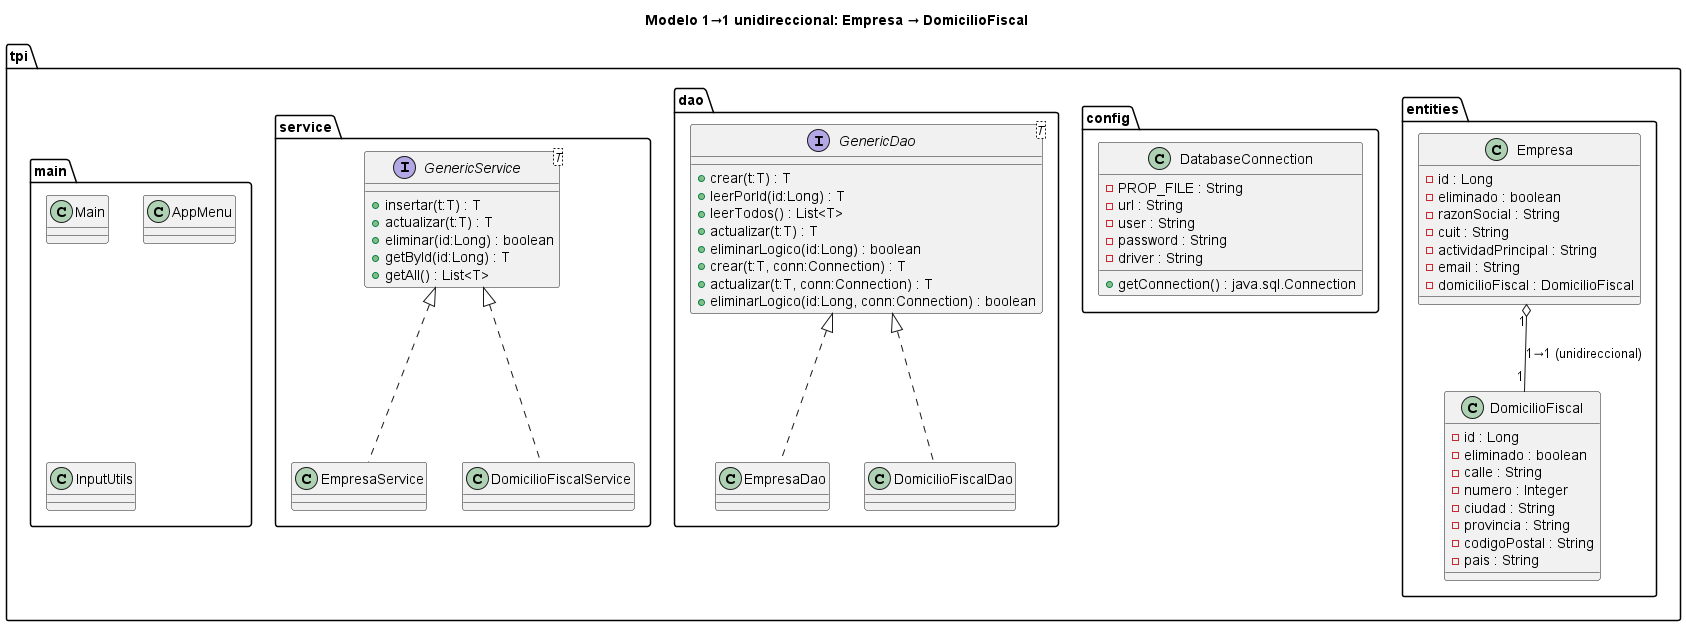 Modelo 1→1 unidireccional: Empresa → DomicilioFiscal
tpi
main
Main
AppMenu
InputUtils
service
GenericService
T
insertar(t:T) : T
actualizar(t:T) : T
eliminar(id:Long) : boolean
getById(id:Long) : T
getAll() : List<T>
EmpresaService
DomicilioFiscalService
dao
GenericDao
T
crear(t:T) : T
leerPorId(id:Long) : T
leerTodos() : List<T>
actualizar(t:T) : T
eliminarLogico(id:Long) : boolean
crear(t:T, conn:Connection) : T
actualizar(t:T, conn:Connection) : T
eliminarLogico(id:Long, conn:Connection) : boolean
EmpresaDao
DomicilioFiscalDao
config
DatabaseConnection
PROP_FILE : String
url : String
user : String
password : String
driver : String
getConnection() : java.sql.Connection
entities
Empresa
id : Long
eliminado : boolean
razonSocial : String
cuit : String
actividadPrincipal : String
email : String
domicilioFiscal : DomicilioFiscal
1
1→1 (unidireccional)
1
DomicilioFiscal
id : Long
eliminado : boolean
calle : String
numero : Integer
ciudad : String
provincia : String
codigoPostal : String
pais : String